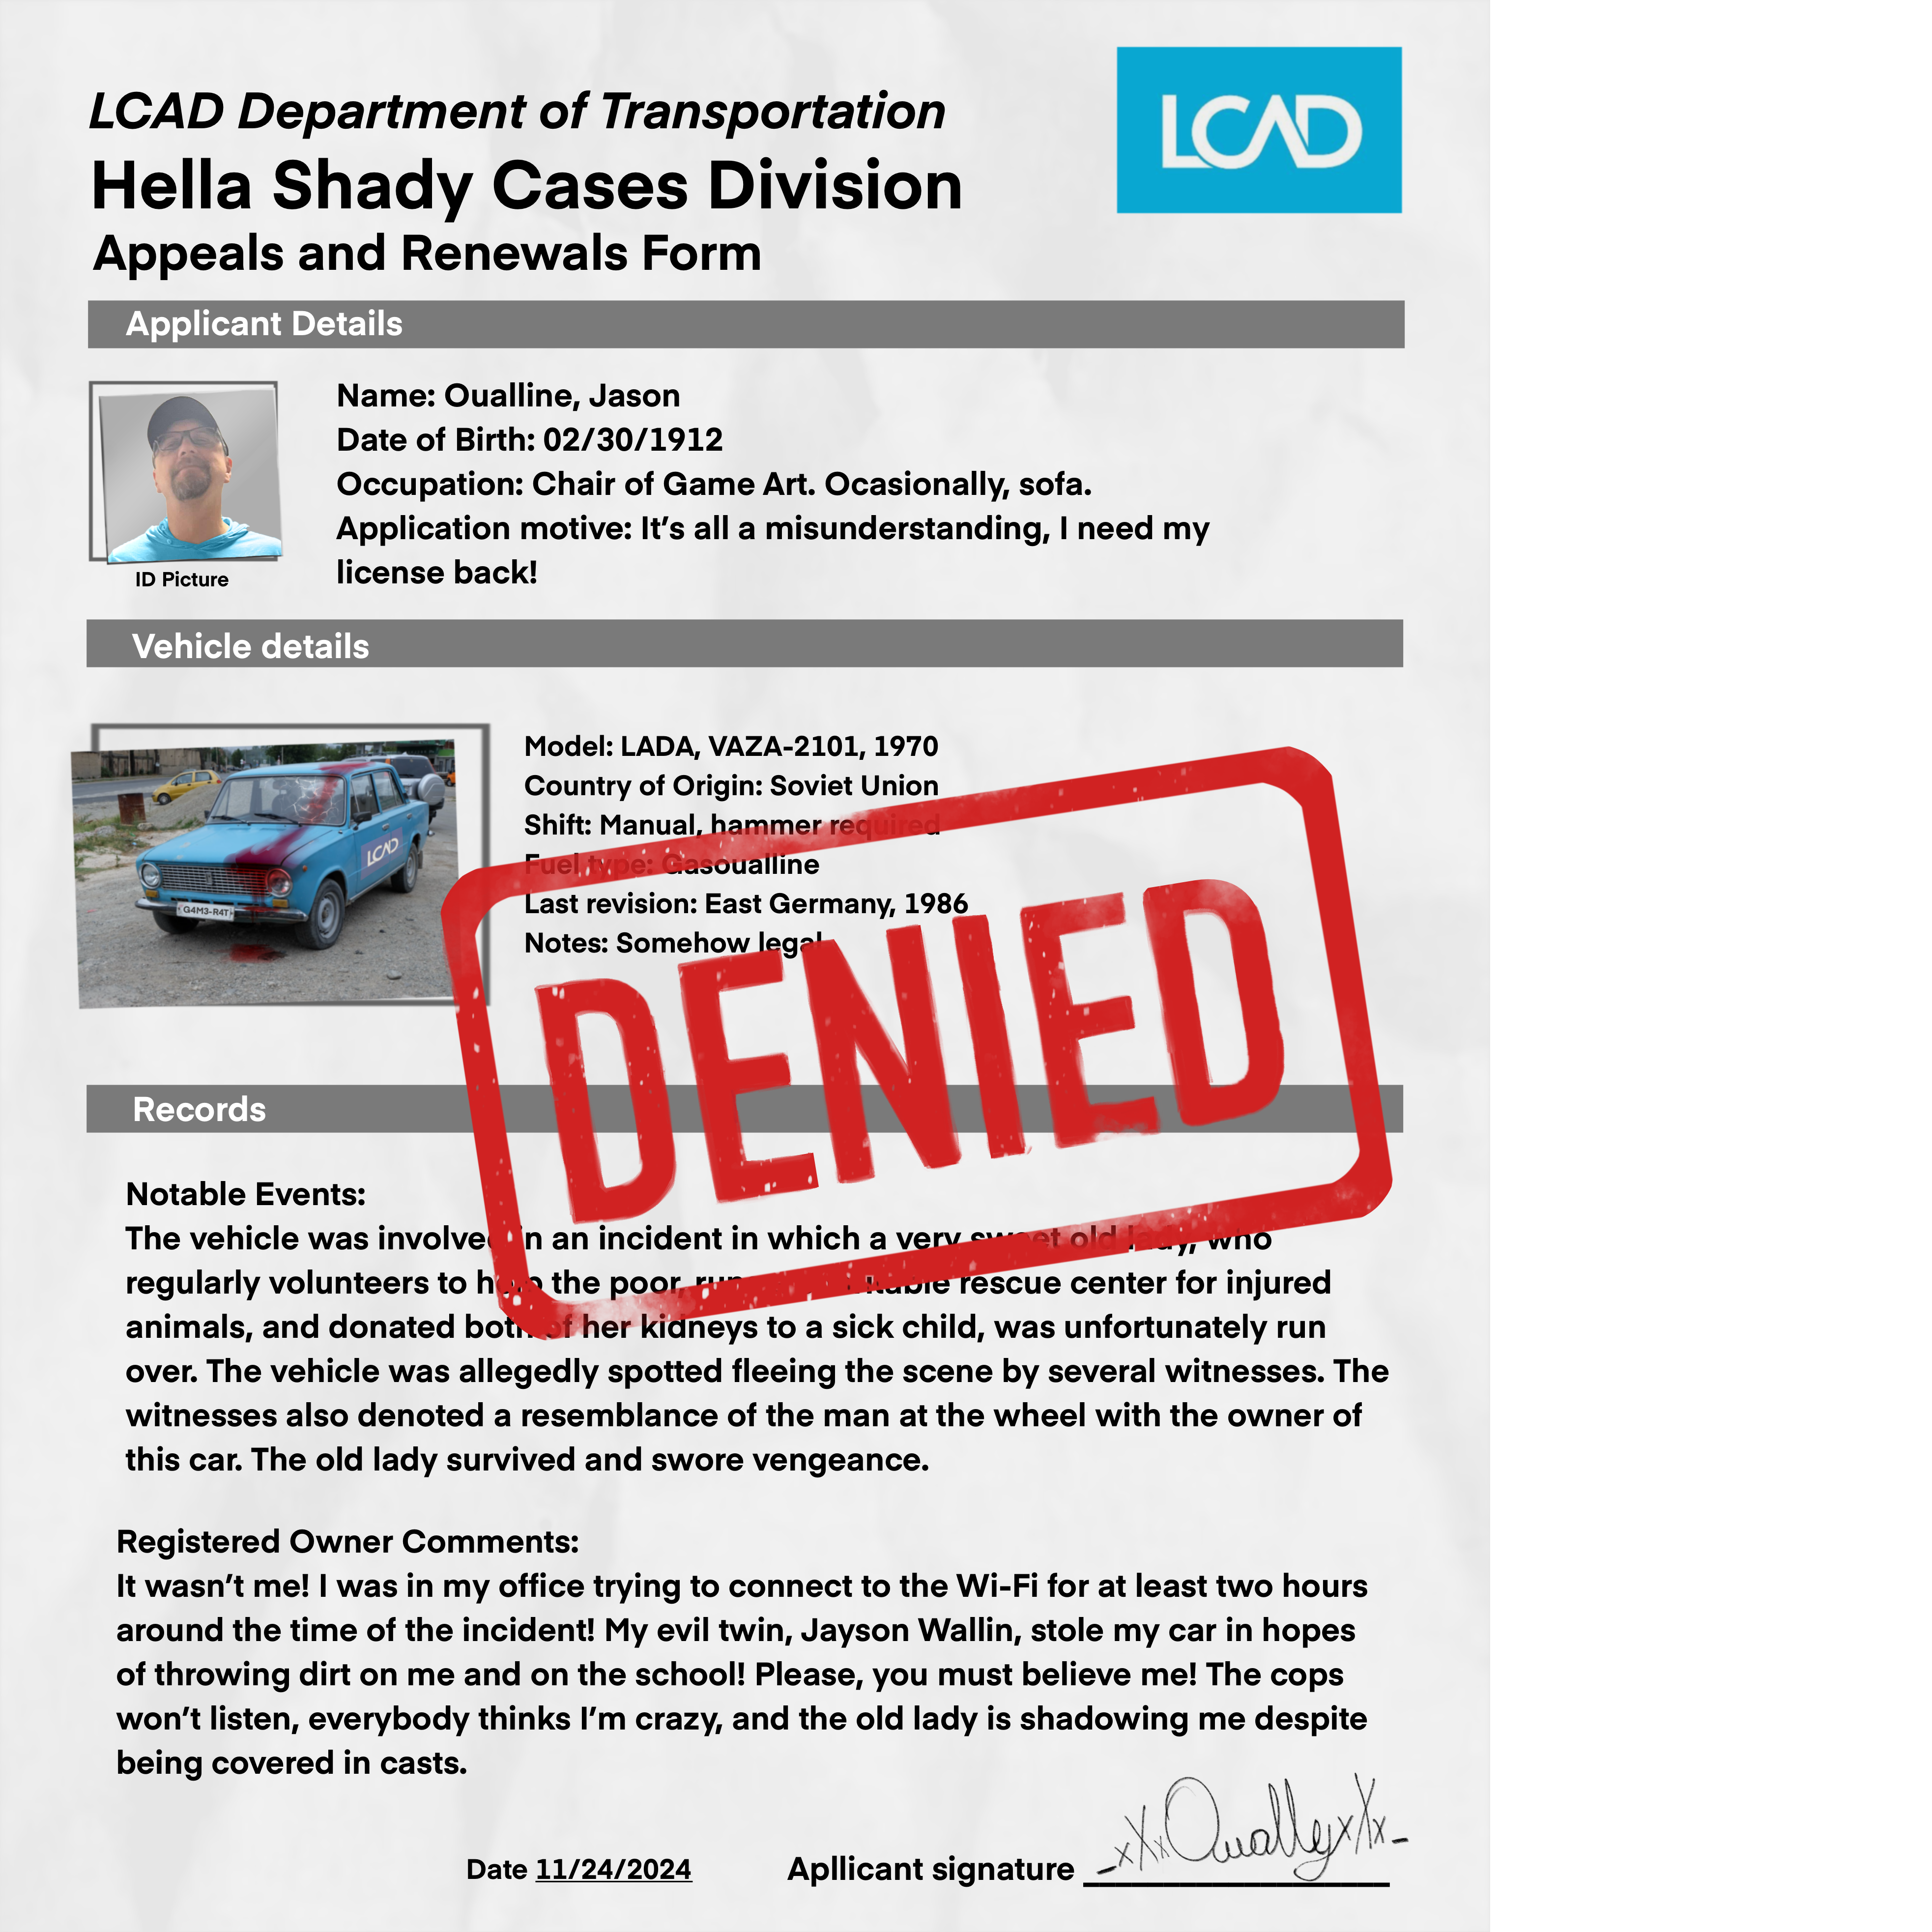 LCAD Department of Transportation
LCAD
Hella Shady Cases Division
Appeals and Renewals Form
Applicant Details
Name: Oualline, Jason
Date of Birth: 02/30/1912
Occupation: Chair of Game Art. Ocasionally, sofa.
Application motive: It’s all a misunderstanding, I need my
license back!
ID Picture
Vehicle details
LCAD
G4M3-R4T
Model: LADA, VAZA-2101, 1970
Country of Origin: Soviet Union
Shift: Manual, hammer required
Fuel type: Gasoualline
Last revision: East Germany, 1986
Notes: Somehow legal
DENIED
Records
Notable Events:
The vehicle was involved in an incident in which a very sweet old lady, who
regularly volunteers to help the poor, rescue center for injured
animals, and donated both of her kidneys to a sick child, was unfortunately run
over. The vehicle was allegedly spotted fleeing the scene by several witnesses. The
witnesses also denoted a resemblance of the man at the wheel with the owner of
this car. The old lady survived and swore vengeance.
Registered Owner Comments:
It wasn’t me! I was in my office trying to connect to the Wi-Fi for at least two hours
around the time of the incident! My evil twin, Jayson Wallin, stole my car in hopes
of throwing dirt on me and on the school! Please, you must believe me! The cops
won’t listen, everybody thinks I’m crazy, and the old lady is shadowing me despite
being covered in casts.
Date 11/24/2024
Apllicant signature -xXxOuallyxXx-